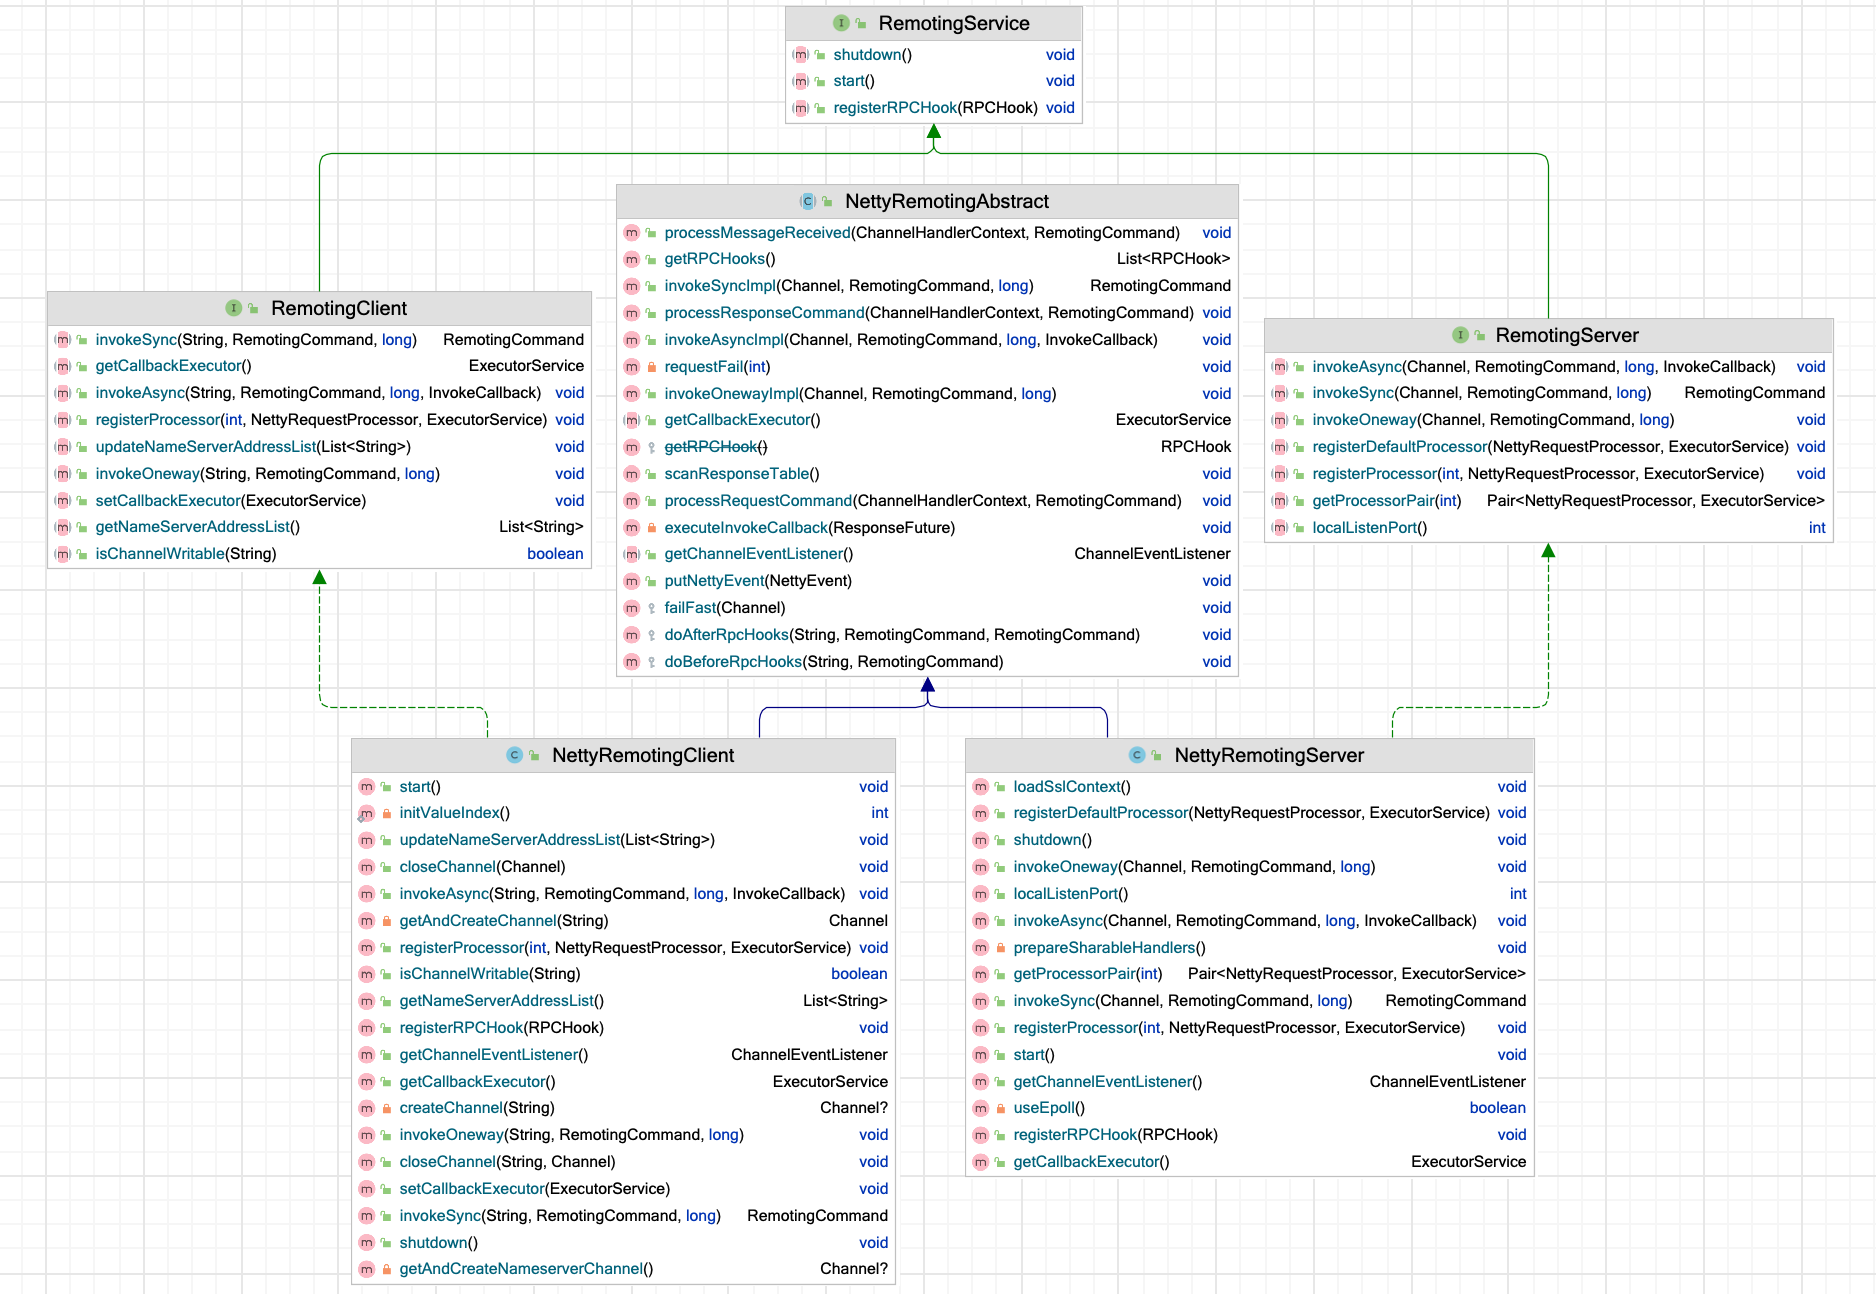 RemotingService
shutdown() void
start() void
registerRPCHook(RPCHook) void
NettyRemotingAbstract
processMessageReceived(ChannelHandlerContext, RemotingCommand) void
getRPCHooks() List<RPCHook>
invokeSyncImpl(Channel, RemotingCommand, long) RemotingCommand
processResponseCommand(ChannelHandlerContext, RemotingCommand) void
invokeAsyncImpl(Channel, RemotingCommand, long, InvokeCallback) void
requestFail(int) void
invokeOnewayImpl(Channel, RemotingCommand, long) void
getCallbackExecutor() ExecutorService
getRPCHook() RPCHook
scanResponseTable() void
processRequestCommand(ChannelHandlerContext, RemotingCommand) void
executeInvokeCallback(ResponseFuture) void
getChannelEventListener() ChannelEventListener
putNettyEvent(NettyEvent) void
failFast(Channel) void
doAfterRpcHooks(String, RemotingCommand, RemotingCommand) void
doBeforeRpcHooks(String, RemotingCommand) void
RemotingClient
invokeSync(String, RemotingCommand, long) RemotingCommand
getCallbackExecutor() ExecutorService
invokeAsync(String, RemotingCommand, long, InvokeCallback) void
registerProcessor(int, NettyRequestProcessor, ExecutorService) void
updateNameServerAddressList(List<String>) void
invokeOneway(String, RemotingCommand, long) void
setCallbackExecutor(ExecutorService) void
getNameServerAddressList() List<String>
isChannelWritable(String) boolean
RemotingServer
invokeAsync(Channel, RemotingCommand, long, InvokeCallback) void
invokeSync(Channel, RemotingCommand, long) RemotingCommand
invokeOneway(Channel, RemotingCommand, long) void
registerDefaultProcessor(NettyRequestProcessor, ExecutorService) void
registerProcessor(int, NettyRequestProcessor, ExecutorService) void
getProcessorPair(int) Pair<NettyRequestProcessor, ExecutorService>
localListenPort() int
NettyRemotingClient
start() void
initValueIndex() int
updateNameServerAddressList(List<String>) void
closeChannel(Channel) void
invokeAsync(String, RemotingCommand, long, InvokeCallback) void
getAndCreateChannel(String) Channel
registerProcessor(int, NettyRequestProcessor, ExecutorService) void
isChannelWritable(String) boolean
getNameServerAddressList() List<String>
registerRPCHook(RPCHook) void
getChannelEventListener() ChannelEventListener
getCallbackExecutor() ExecutorService
createChannel(String) Channel?
invokeOneway(String, RemotingCommand, long) void
closeChannel(String, Channel) void
setCallbackExecutor(ExecutorService) void
invokeSync(String, RemotingCommand, long) RemotingCommand
shutdown() void
getAndCreateNameserverChannel() Channel?
NettyRemotingServer
loadSslContext() void
registerDefaultProcessor(NettyRequestProcessor, ExecutorService) void
shutdown() void
invokeOneway(Channel, RemotingCommand, long) void
localListenPort() int
invokeAsync(Channel, RemotingCommand, long, InvokeCallback) void
prepareSharableHandlers() void
getProcessorPair(int) Pair<NettyRequestProcessor, ExecutorService>
invokeSync(Channel, RemotingCommand, long) RemotingCommand
registerProcessor(int, NettyRequestProcessor, ExecutorService) void
start() void
getChannelEventListener() ChannelEventListener
useEpoll() boolean
registerRPCHook(RPCHook) void
getCallbackExecutor() ExecutorService